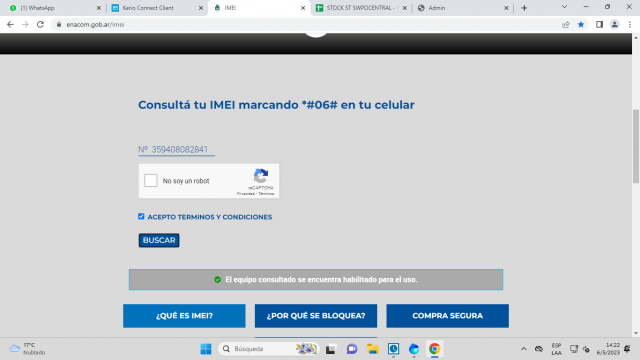 (1) WhatsApp
Kerio Connect Client
IMEI
STOCK ST SWPOCENTRAL -
Admin
enacom.gob.ar/imei
Consultá tu IMEI marcando *#06# en tu celular
Nº 359408082841
No soy un robot
reCAPTCHA
Privacidad - Términos
ACEPTO TERMINOS Y CONDICIONES
BUSCAR
El equipo consultado se encuentra habilitado para el uso.
¿QUÉ ES IMEI?
¿POR QUÉ SE BLOQUEA?
COMPRA SEGURA
17°C
Nublado
Búsqueda
ESP
LAA
14:22
6/5/2023